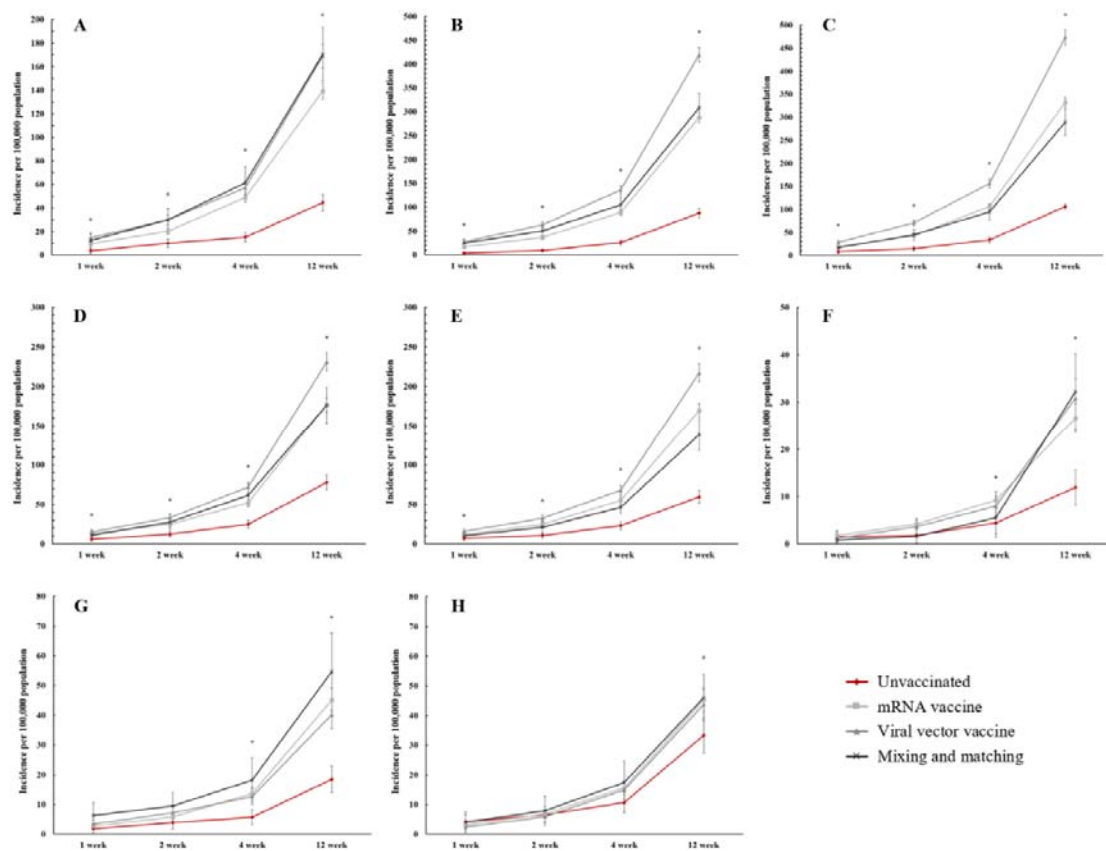 A
Incidence per 100,000 population
200
180
160
140
120
100
80
60
40
20
0
1 week 2 week 4 week 12 week
B
Incidence per 100,000 population
500
450
400
350
300
250
200
150
100
50
0
1 week 2 week 4 week 12 week
C
Incidence per 100,000 population
500
450
400
350
300
250
200
150
100
50
0
1 week 2 week 4 week 12 week
D
Incidence per 100,000 population
300
250
200
150
100
50
0
1 week 2 week 4 week 12 week
E
Incidence per 100,000 population
300
250
200
150
100
50
0
1 week 2 week 4 week 12 week
F
Incidence per 100,000 population
50
40
30
20
10
0
1 week 2 week 4 week 12 week
G
Incidence per 100,000 population
80
70
60
50
40
30
20
10
0
1 week 2 week 4 week 12 week
H
Incidence per 100,000 population
80
70
60
50
40
30
20
10
0
1 week 2 week 4 week 12 week
Unvaccinated
mRNA vaccine
Viral vector vaccine
Mixing and matching